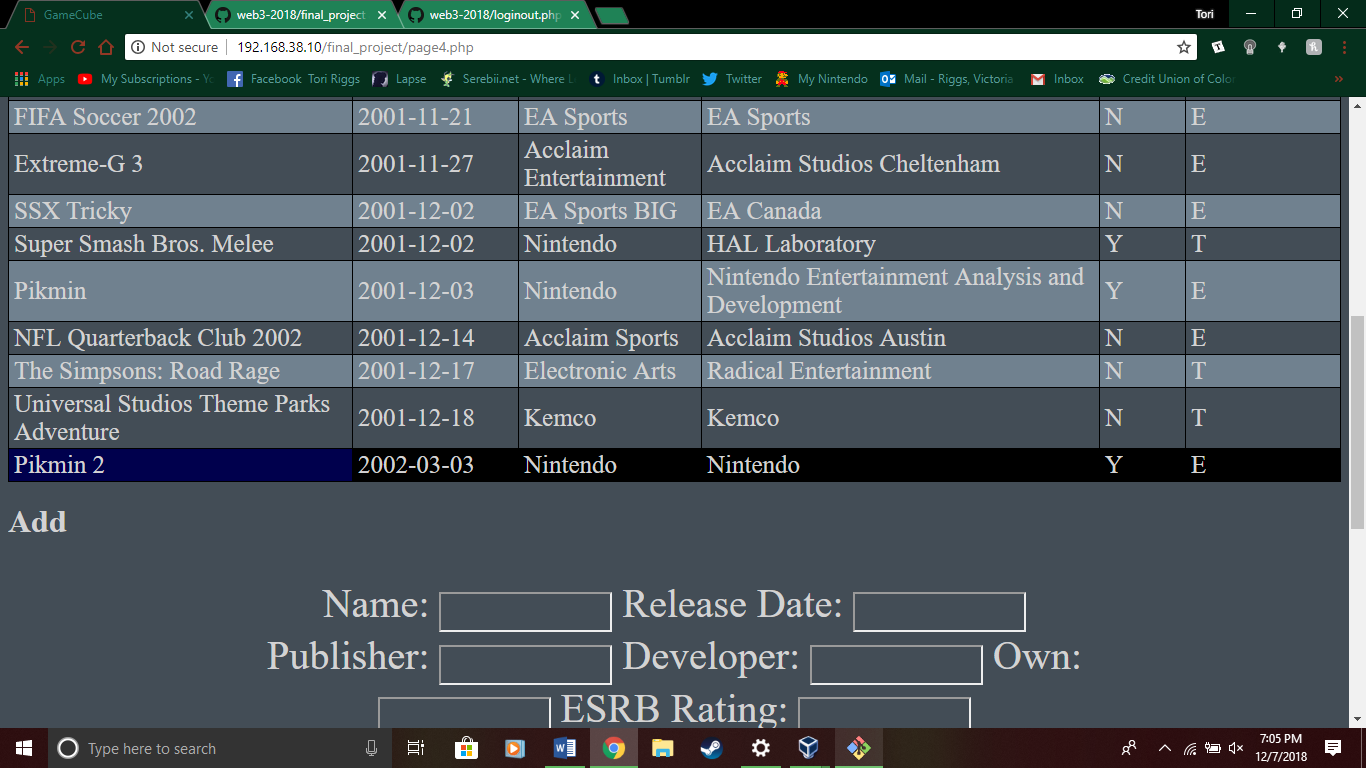 GameCube
web3-2018/final_project
web3-2018/loginout.php
Tori
Not secure
192.168.38.10/final_project/page4.php
Apps
My Subscriptions - Yo
Facebook Tori Riggs
Lapse
Serebii.net - Where L
Inbox | Tumblr
Twitter
My Nintendo
Mail - Riggs, Victoria
Inbox
Credit Union of Color
FIFA Soccer 2002 2001-11-21 EA Sports EA Sports N E
Extreme-G 3 2001-11-27 Acclaim Entertainment Acclaim Studios Cheltenham N E
SSX Tricky 2001-12-02 EA Sports BIG EA Canada N E
Super Smash Bros. Melee 2001-12-02 Nintendo HAL Laboratory Y T
Pikmin 2001-12-03 Nintendo Nintendo Entertainment Analysis and Development Y E
NFL Quarterback Club 2002 2001-12-14 Acclaim Sports Acclaim Studios Austin N E
The Simpsons: Road Rage 2001-12-17 Electronic Arts Radical Entertainment N T
Universal Studios Theme Parks Adventure 2001-12-18 Kemco Kemco N T
Pikmin 2 2002-03-03 Nintendo Nintendo Y E
Add
Name: Release Date:
Publisher: Developer: Own:
ESRB Rating:
Type here to search
7:05 PM
12/7/2018